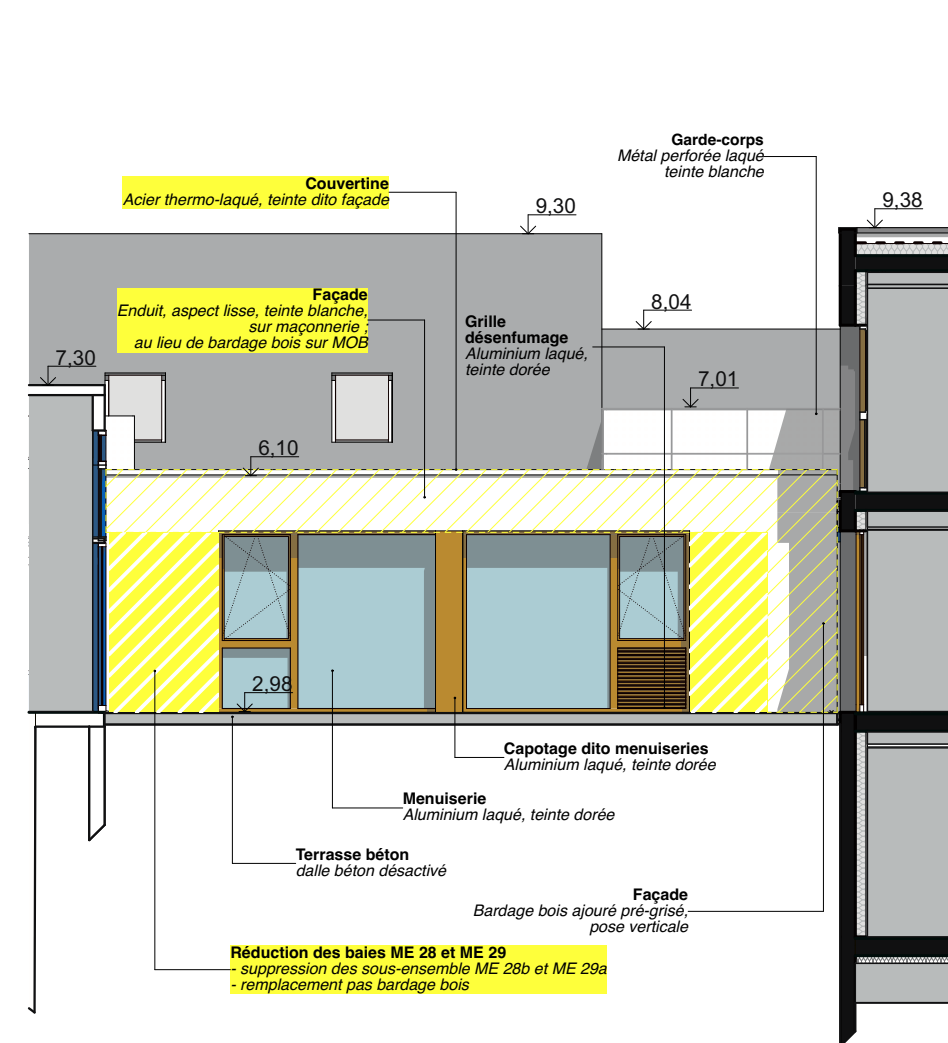 Garde-corps
Métal perforée laqué
teinte blanche
Couvertine
Acier thermo-laqué, teinte dito façade
9,30
9,38
Façade
Enduit, aspect lisse, teinte blanche,
sur maçonnerie ;
au lieu de bardage bois sur MOB
8,04
Grille
désenfumage
Aluminium laqué,
teinte dorée
7,30
7,01
6,10
2,98
Capotage dito menuiseries
Aluminium laqué, teinte dorée
Menuiserie
Aluminium laqué, teinte dorée
Terrasse béton
dalle béton désactivé
Façade
Bardage bois ajouré pré-grisé,
pose verticale
Réduction des baies ME 28 et ME 29
- suppression des sous-ensemble ME 28b et ME 29a
- remplacement pas bardage bois